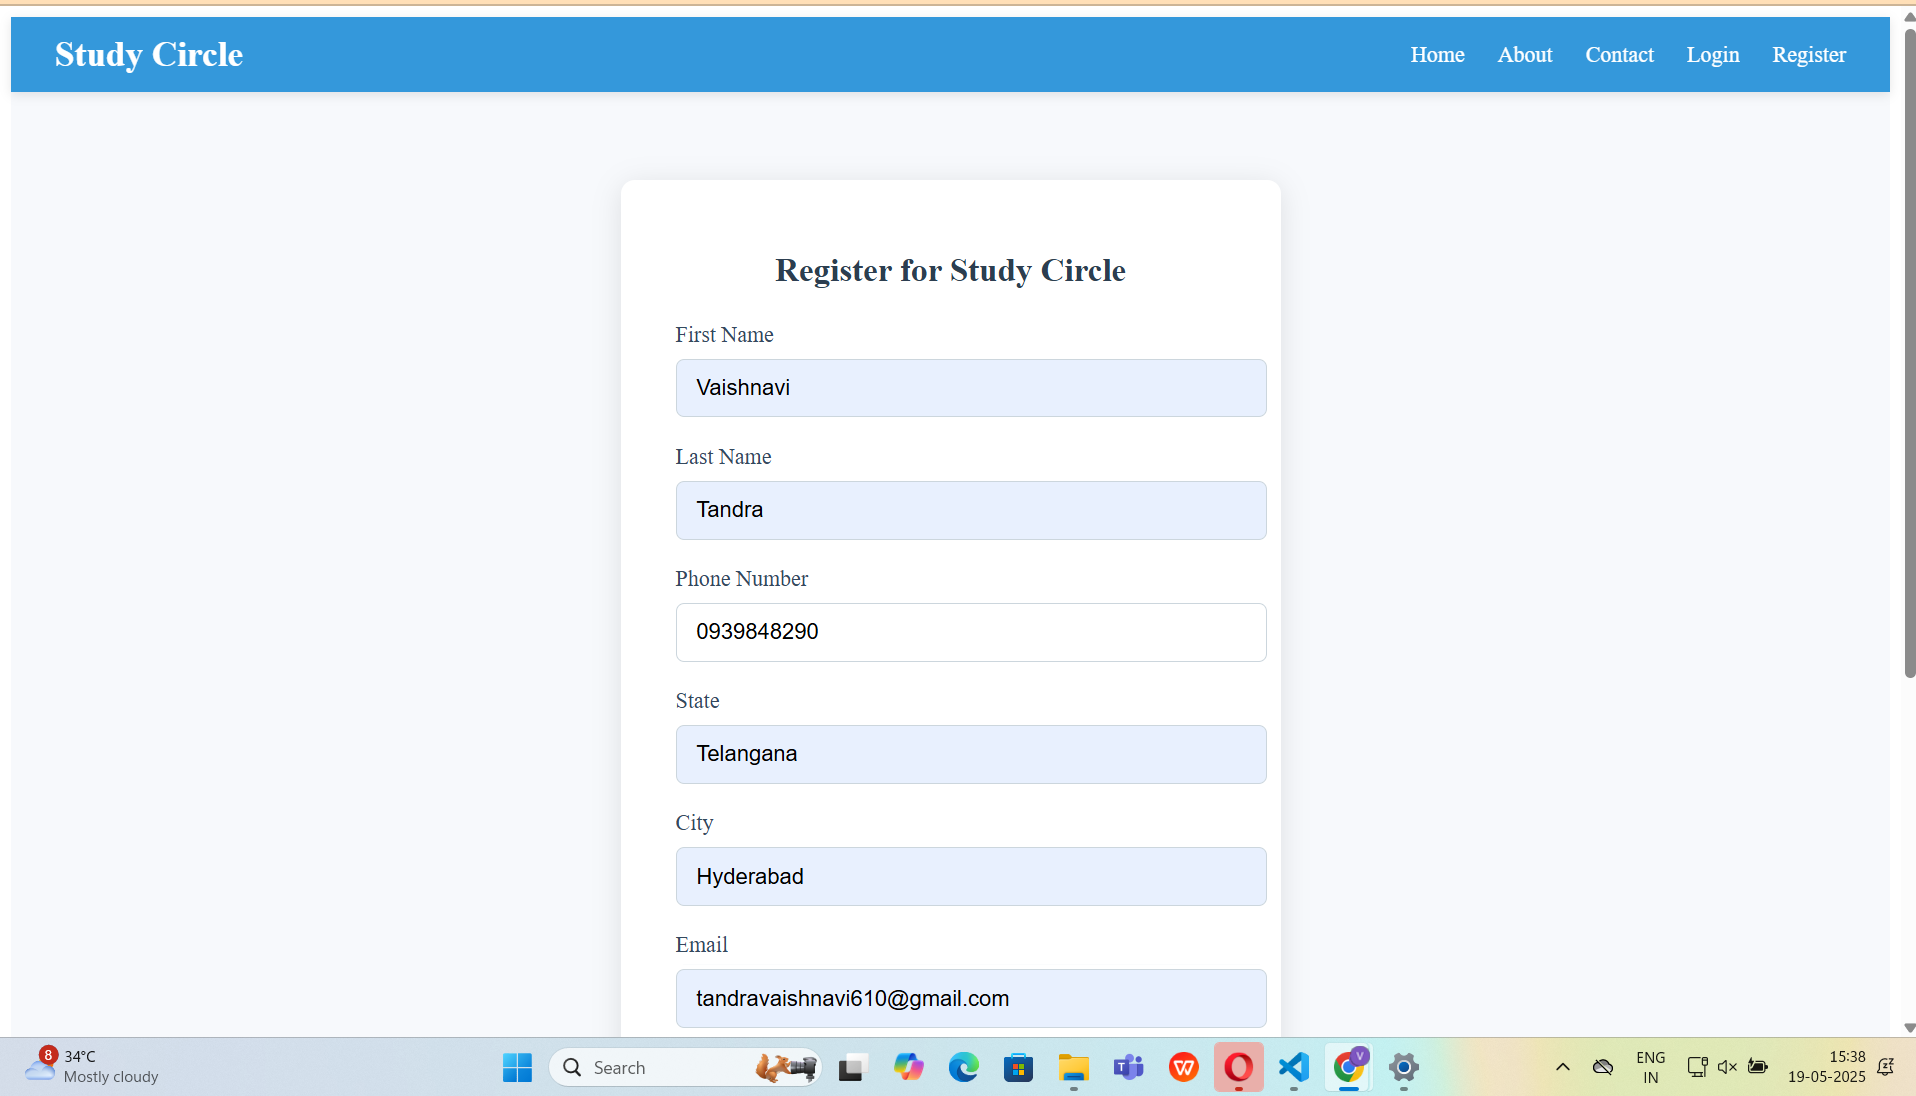 Study Circle
Home About Contact Login Register
Register for Study Circle
First Name
Vaishnavi
Last Name
Tandra
Phone Number
0939848290
State
Telangana
City
Hyderabad
Email
tandravaishnavi610@gmail.com
8
34°C
Mostly cloudy
Search
V
ENG
IN
15:38
19-05-2025